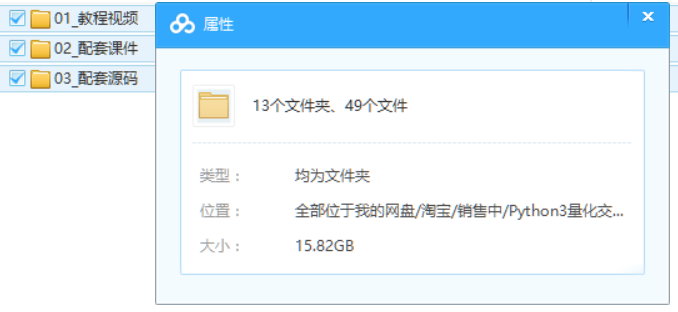 01_教程视频
02_配套课件
03_配套源码
属性
13个文件夹、49个文件
类型： 均为文件夹
位置： 全部位于我的网盘/淘宝/销售中/Python3量化交...
大小： 15.82GB